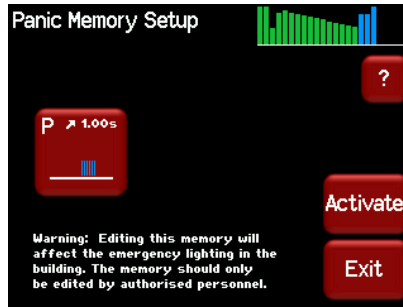 Panic Memory Setup
?
P ↗ 1.00s
Activate
Warning: Editing this memory will
affect the emergency lighting in the
building. The memory should only
be edited by authorised personnel.
Exit